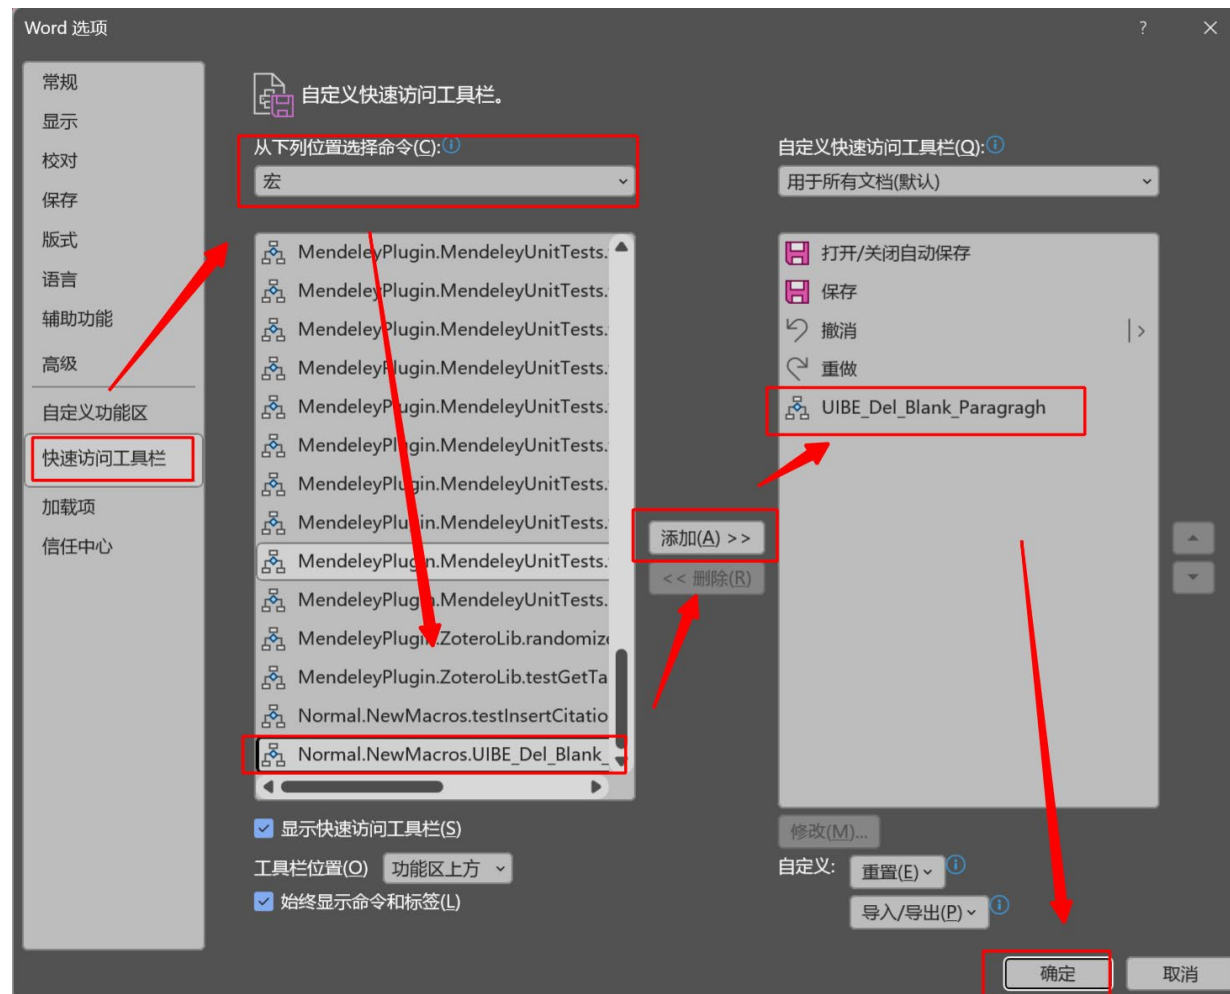 Word 选项
?
常规
显示
校对
保存
版式
语言
辅助功能
高级
自定义功能区
快速访问工具栏
加载项
信任中心
自定义快速访问工具栏。
从下列位置选择命令(C):
宏
MendeleyPlugin.MendeleyUnitTests.
MendeleyPlugin.MendeleyUnitTests.
MendeleyPlugin.MendeleyUnitTests.
MendeleyPlugin.MendeleyUnitTests.
MendeleyPlugin.MendeleyUnitTests.
MendeleyPlugin.MendeleyUnitTests.
MendeleyPlugin.MendeleyUnitTests.
MendeleyPlugin.MendeleyUnitTests.
MendeleyPlugin.MendeleyUnitTests.
MendeleyPlugin.MendeleyUnitTests.
MendeleyPlugin.ZoteroLib.randomize
MendeleyPlugin.ZoteroLib.testGetTa
Normal.NewMacros.testInsertCitatio
Normal.NewMacros.UIBE_Del_Blank_
显示快速访问工具栏(S)
工具栏位置(O) 功能区上方
始终显示命令和标签(L)
添加(A) >>
<< 删除(R)
自定义快速访问工具栏(Q):
用于所有文档(默认)
打开/关闭自动保存
保存
撤消
重做
UIBE_Del_Blank_Paragragh
修改(M)...
自定义: 重置(E)
导入/导出(P)
确定
取消